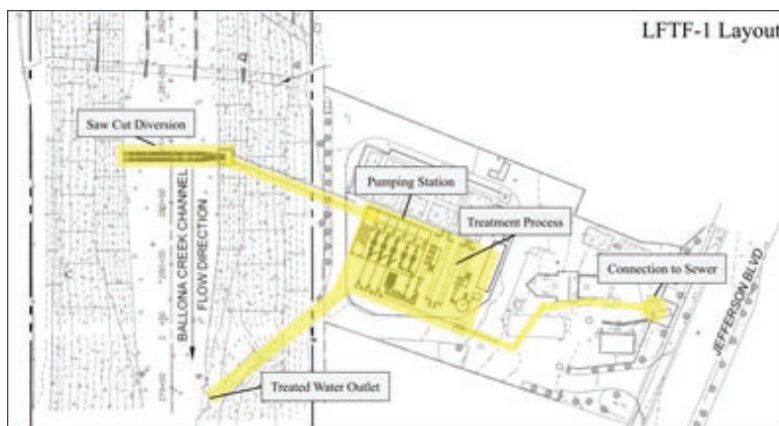 LFTF-1 Layout
Saw Cut Diversion
Pumping Station
Treatment Process
Connection to Sewer
BALLONA CREEK CHANNEL
FLOW DIRECTION
JEFFERSON BLVD
Treated Water Outlet